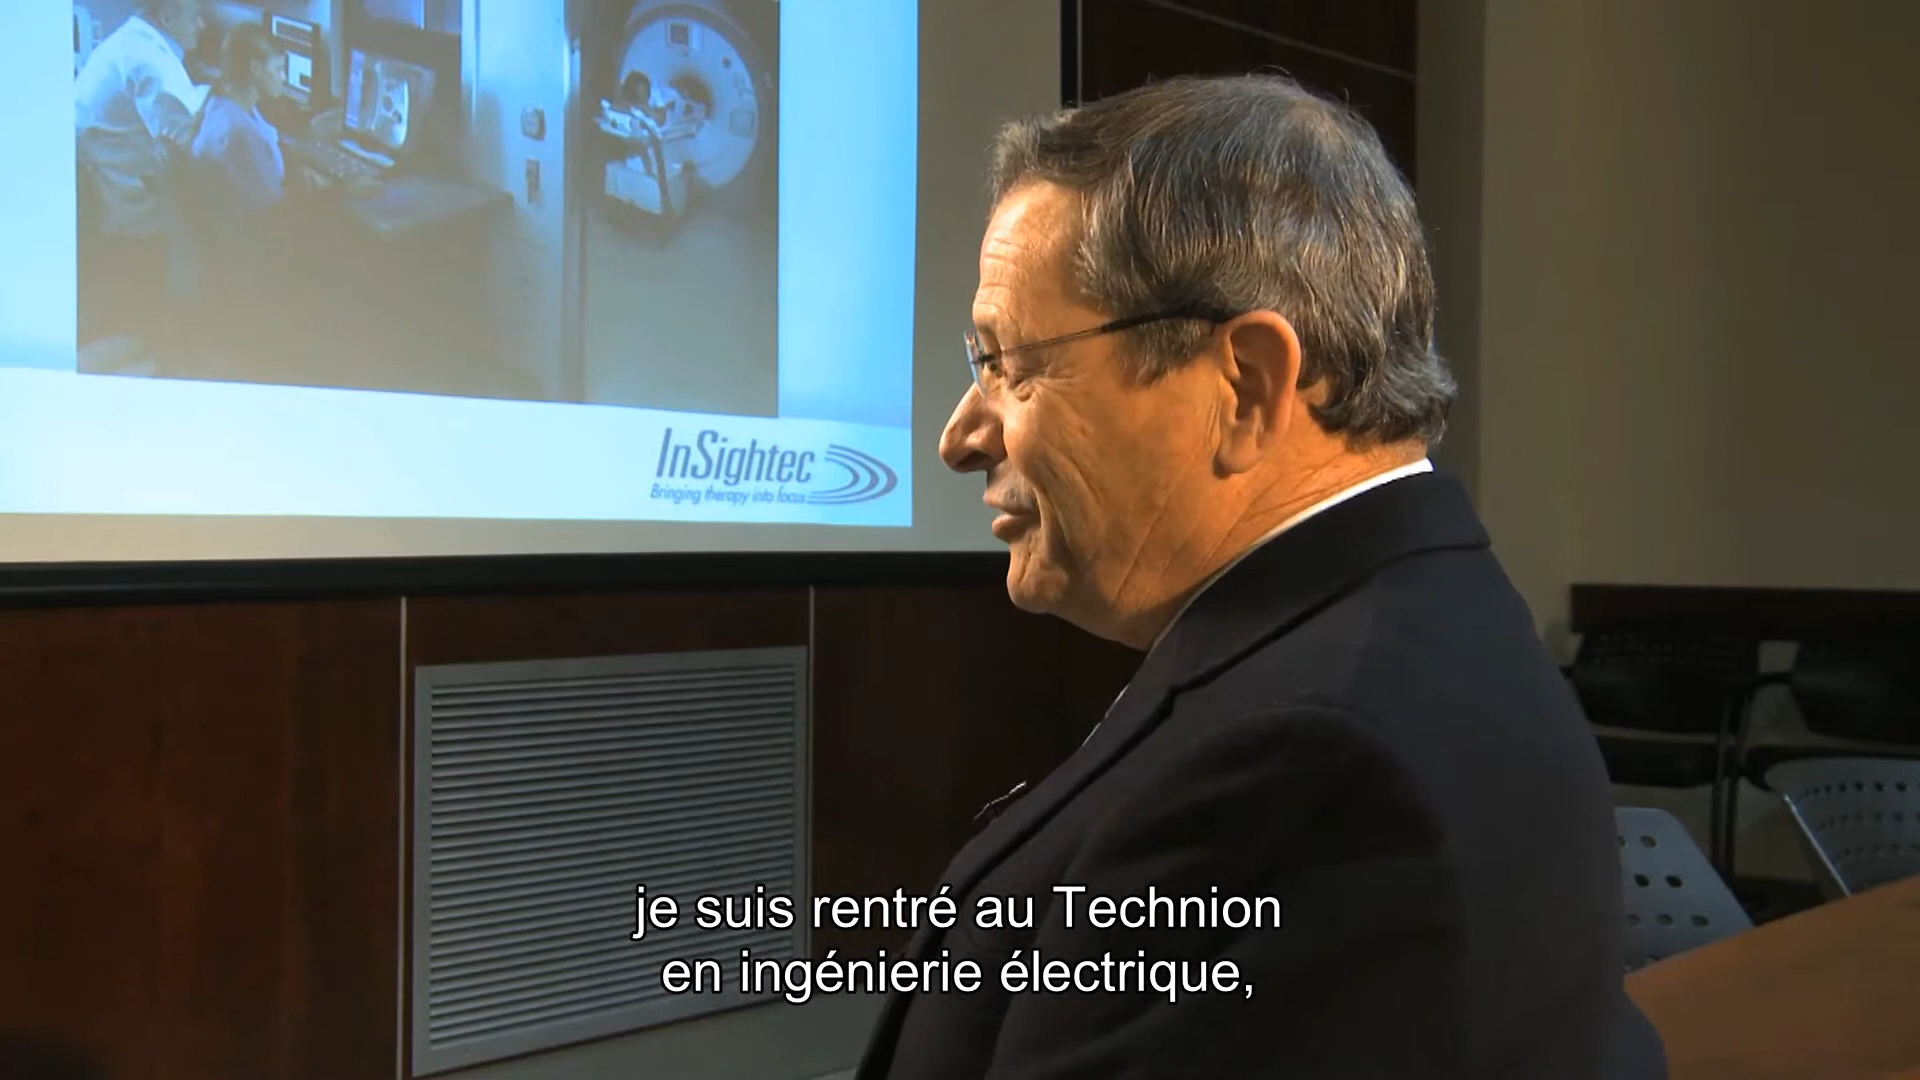 InSightec
Bringing therapy into focus
je suis rentré au Technion
en ingénierie électrique,